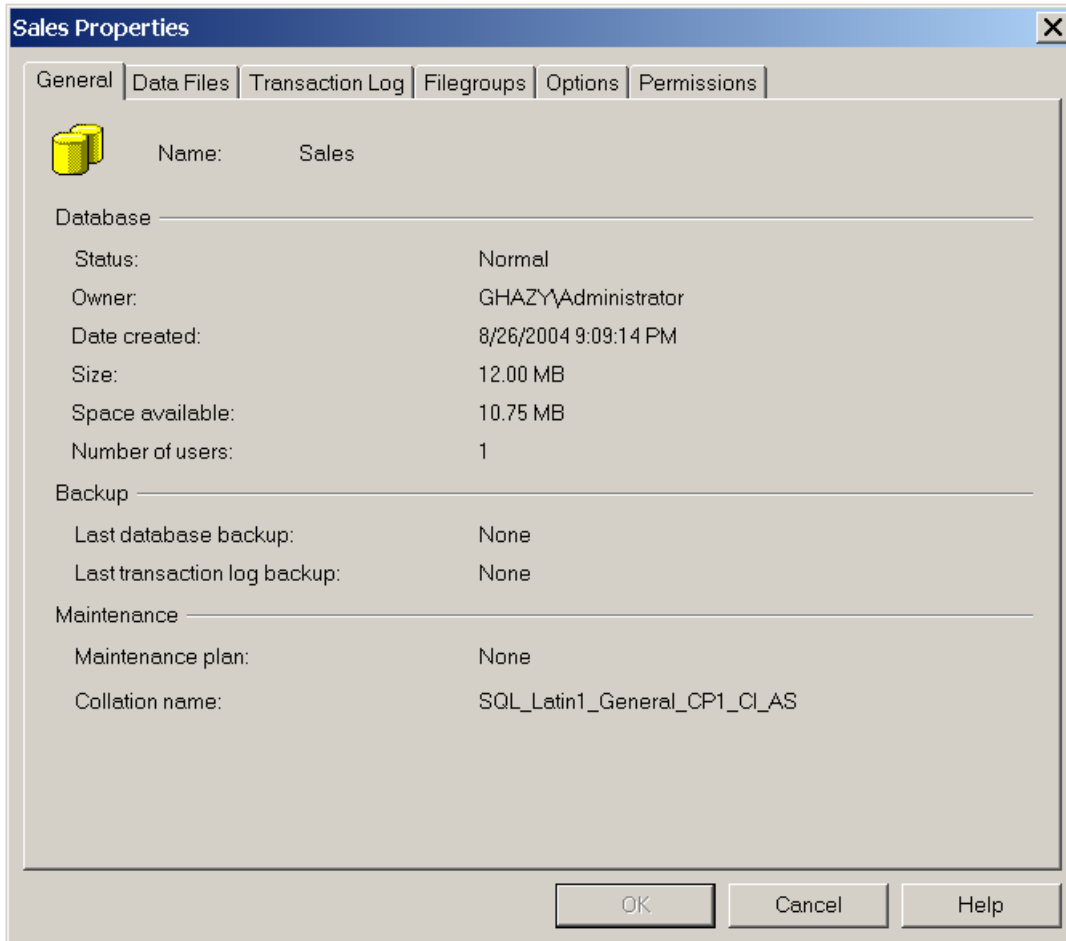 Sales Properties
General Data Files Transaction Log Filegroups Options Permissions
Name: Sales
Database
Status: Normal
Owner: GHAZY\Administrator
Date created: 8/26/2004 9:09:14 PM
Size: 12.00 MB
Space available: 10.75 MB
Number of users: 1
Backup
Last database backup: None
Last transaction log backup: None
Maintenance
Maintenance plan: None
Collation name: SQL_Latin1_General_CP1_CI_AS
OK Cancel Help